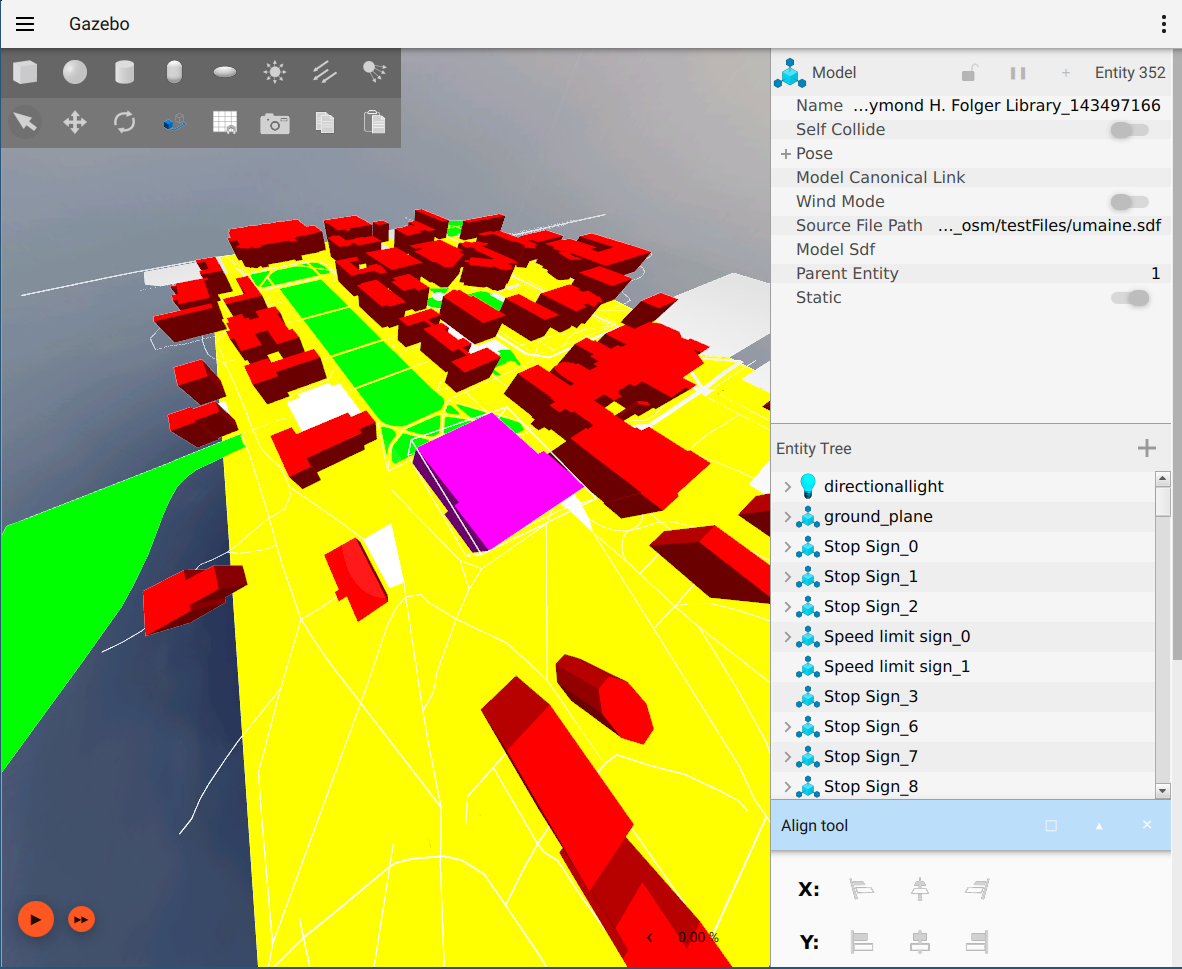 Gazebo
Model Entity 352
Name ...ymond H. Folger Library_143497166
Self Collide
Pose
Model Canonical Link
Wind Mode
Source File Path ..._osm/testFiles/umaine.sdf
Model Sdf
Parent Entity 1
Static
Entity Tree
directionallight
ground_plane
Stop Sign_0
Stop Sign_1
Stop Sign_2
Speed limit sign_0
Speed limit sign_1
Stop Sign_3
Stop Sign_6
Stop Sign_7
Stop Sign_8
Align tool
X:
Y:
0.00 %